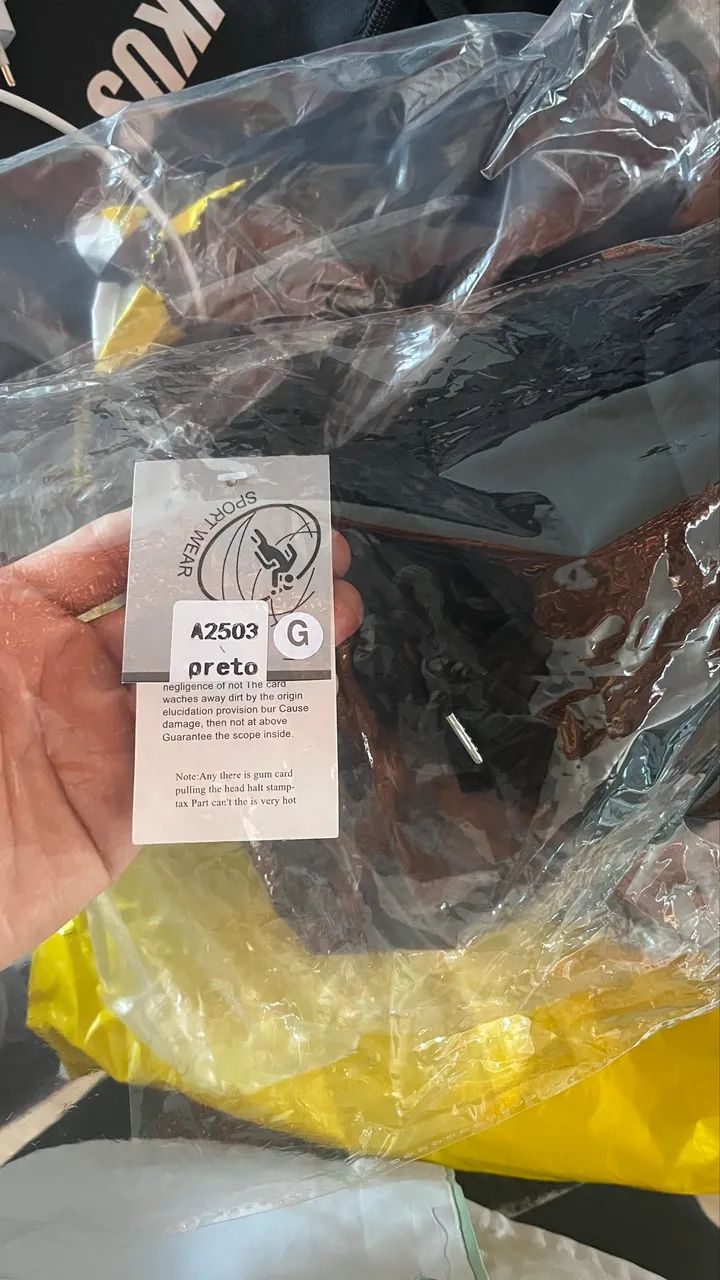 IKUS
SPORT WEAR
A2503
G
preto
negligence of not The card
waches away dirt by the origin
elucidation provision bur Cause
damage, then not at above
Guarantee the scope inside.
Note:Any there is gum card
pulling the head halt stamp-
tax Part can't the is very hot